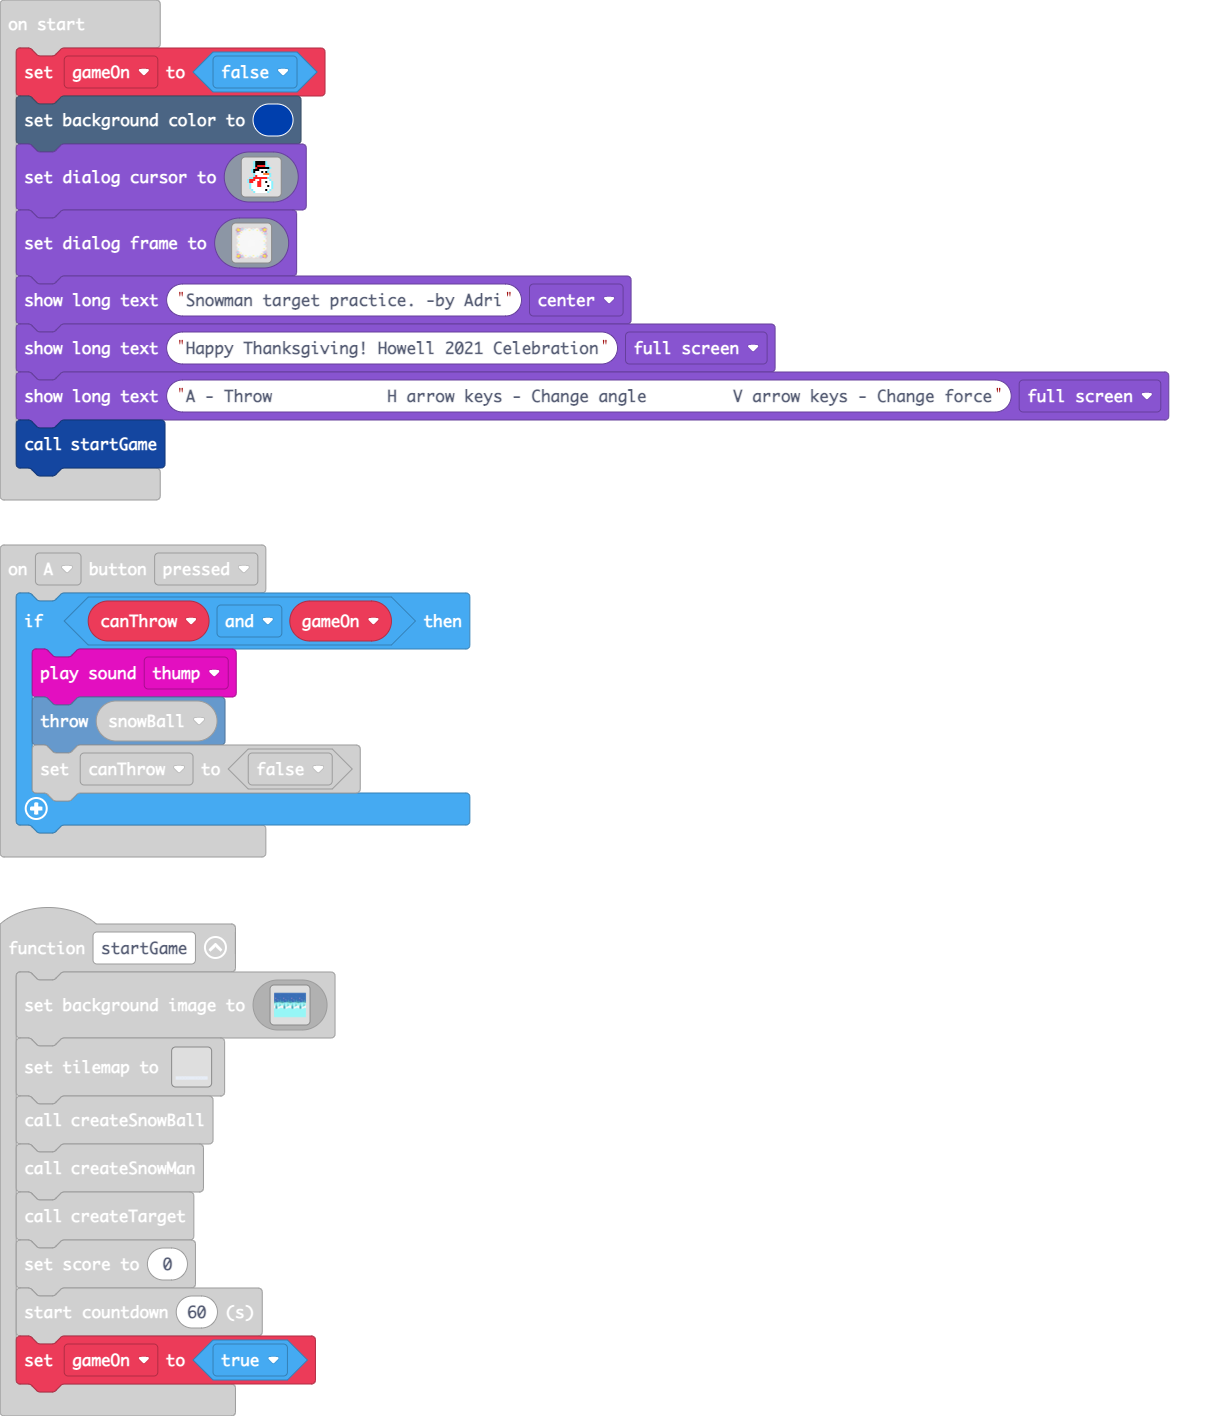 on start
set gameOn to false
set background color to
set dialog cursor to
set dialog frame to
show long text "Snowman target practice. -by Adri" center
show long text "Happy Thanksgiving! Howell 2021 Celebration" full screen
show long text "A - Throw H arrow keys - Change angle V arrow keys - Change force" full screen
call startGame
on A button pressed
if canThrow and gameOn then
play sound thump
throw snowBall
set canThrow to false
function startGame
set background image to
set tilemap to
call createSnowBall
call createSnowMan
call createTarget
set score to 0
start countdown 60 (s)
set gameOn to true